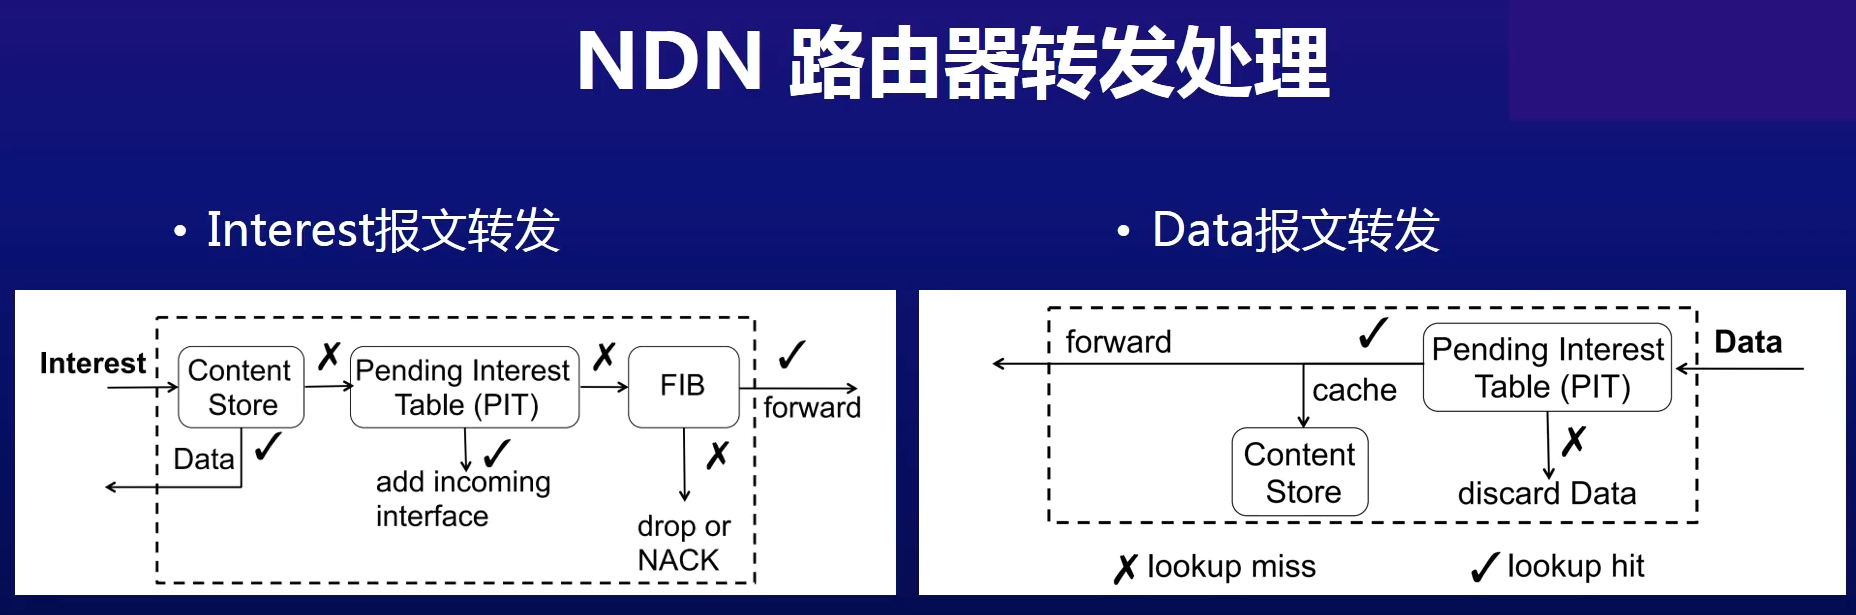 NDN 路由器转发处理
• Interest报文转发
Interest
Content
Store
✗
Pending Interest
Table (PIT)
✗
FIB
✓
forward
Data
✓
✓
add incoming
interface
✗
drop or
NACK
• Data报文转发
forward
✓
Pending Interest
Table (PIT)
Data
cache
Content
Store
✗
discard Data
✗ lookup miss
✓ lookup hit